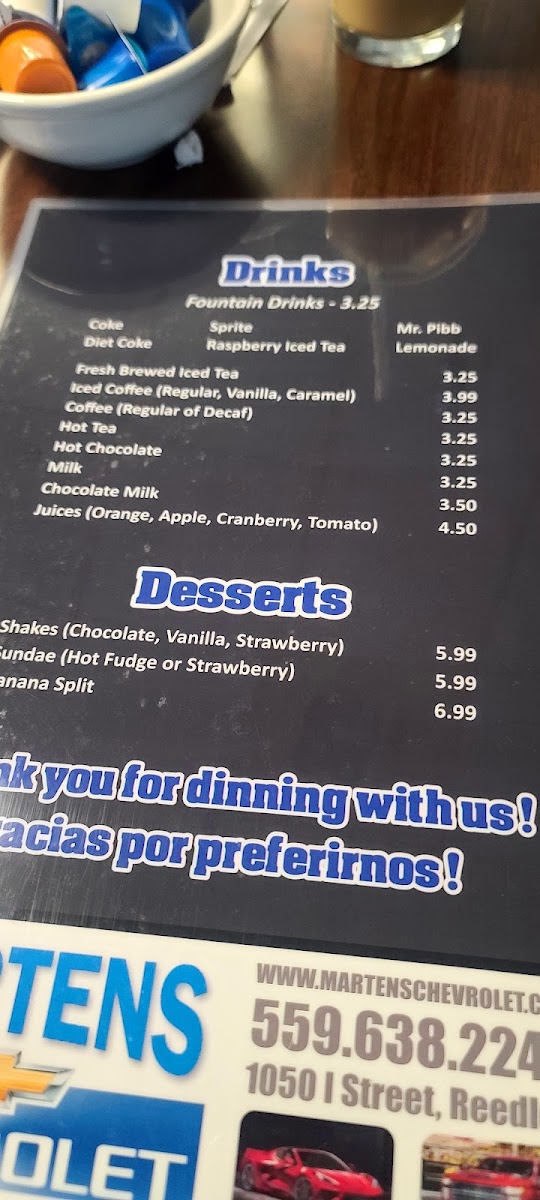 Drinks
Fountain Drinks - 3.25
Coke Sprite Mr. Pibb
Diet Coke Raspberry Iced Tea Lemonade
Fresh Brewed Iced Tea 3.25
Iced Coffee (Regular, Vanilla, Caramel) 3.99
Coffee (Regular of Decaf) 3.25
Hot Tea 3.25
Hot Chocolate 3.25
Milk 3.25
Chocolate Milk 3.50
Juices (Orange, Apple, Cranberry, Tomato) 4.50
Desserts
Shakes (Chocolate, Vanilla, Strawberry) 5.99
undae (Hot Fudge or Strawberry) 5.99
anana Split 6.99
nk you for dinning with us!
racias por preferirnos!
RTENS
OLET
WWW.MARTENSCHEVROLET.C
559.638.224
1050 I Street, Reedl